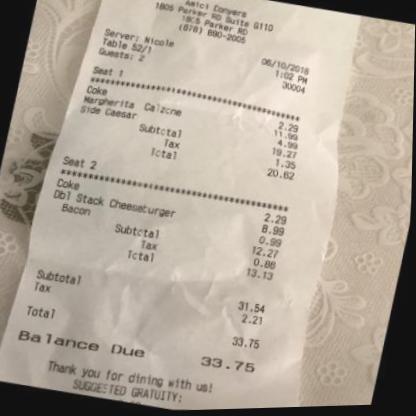 Amici Conyers
1805 Parker RD Suite G110
1805 Parker RD
(678) 890-2005
Server: Nicole 06/10/2018
Table 52/1 1:02 PM
Guests: 2 30004
Seat 1
Coke 2.29
Margherita Calzone 11.99
Side Caesar 4.99
Subtotal 19.27
Tax 1.35
Total 20.62
Seat 2
Coke 2.29
Dbl Stack Cheeseburger 8.99
Bacon 0.99
Subtotal 12.27
Tax 0.86
Total 13.13
Subtotal 31.54
Tax 2.21
Total 33.75
Balance Due 33.75
Thank you for dining with us!
SUGGESTED GRATUITY: